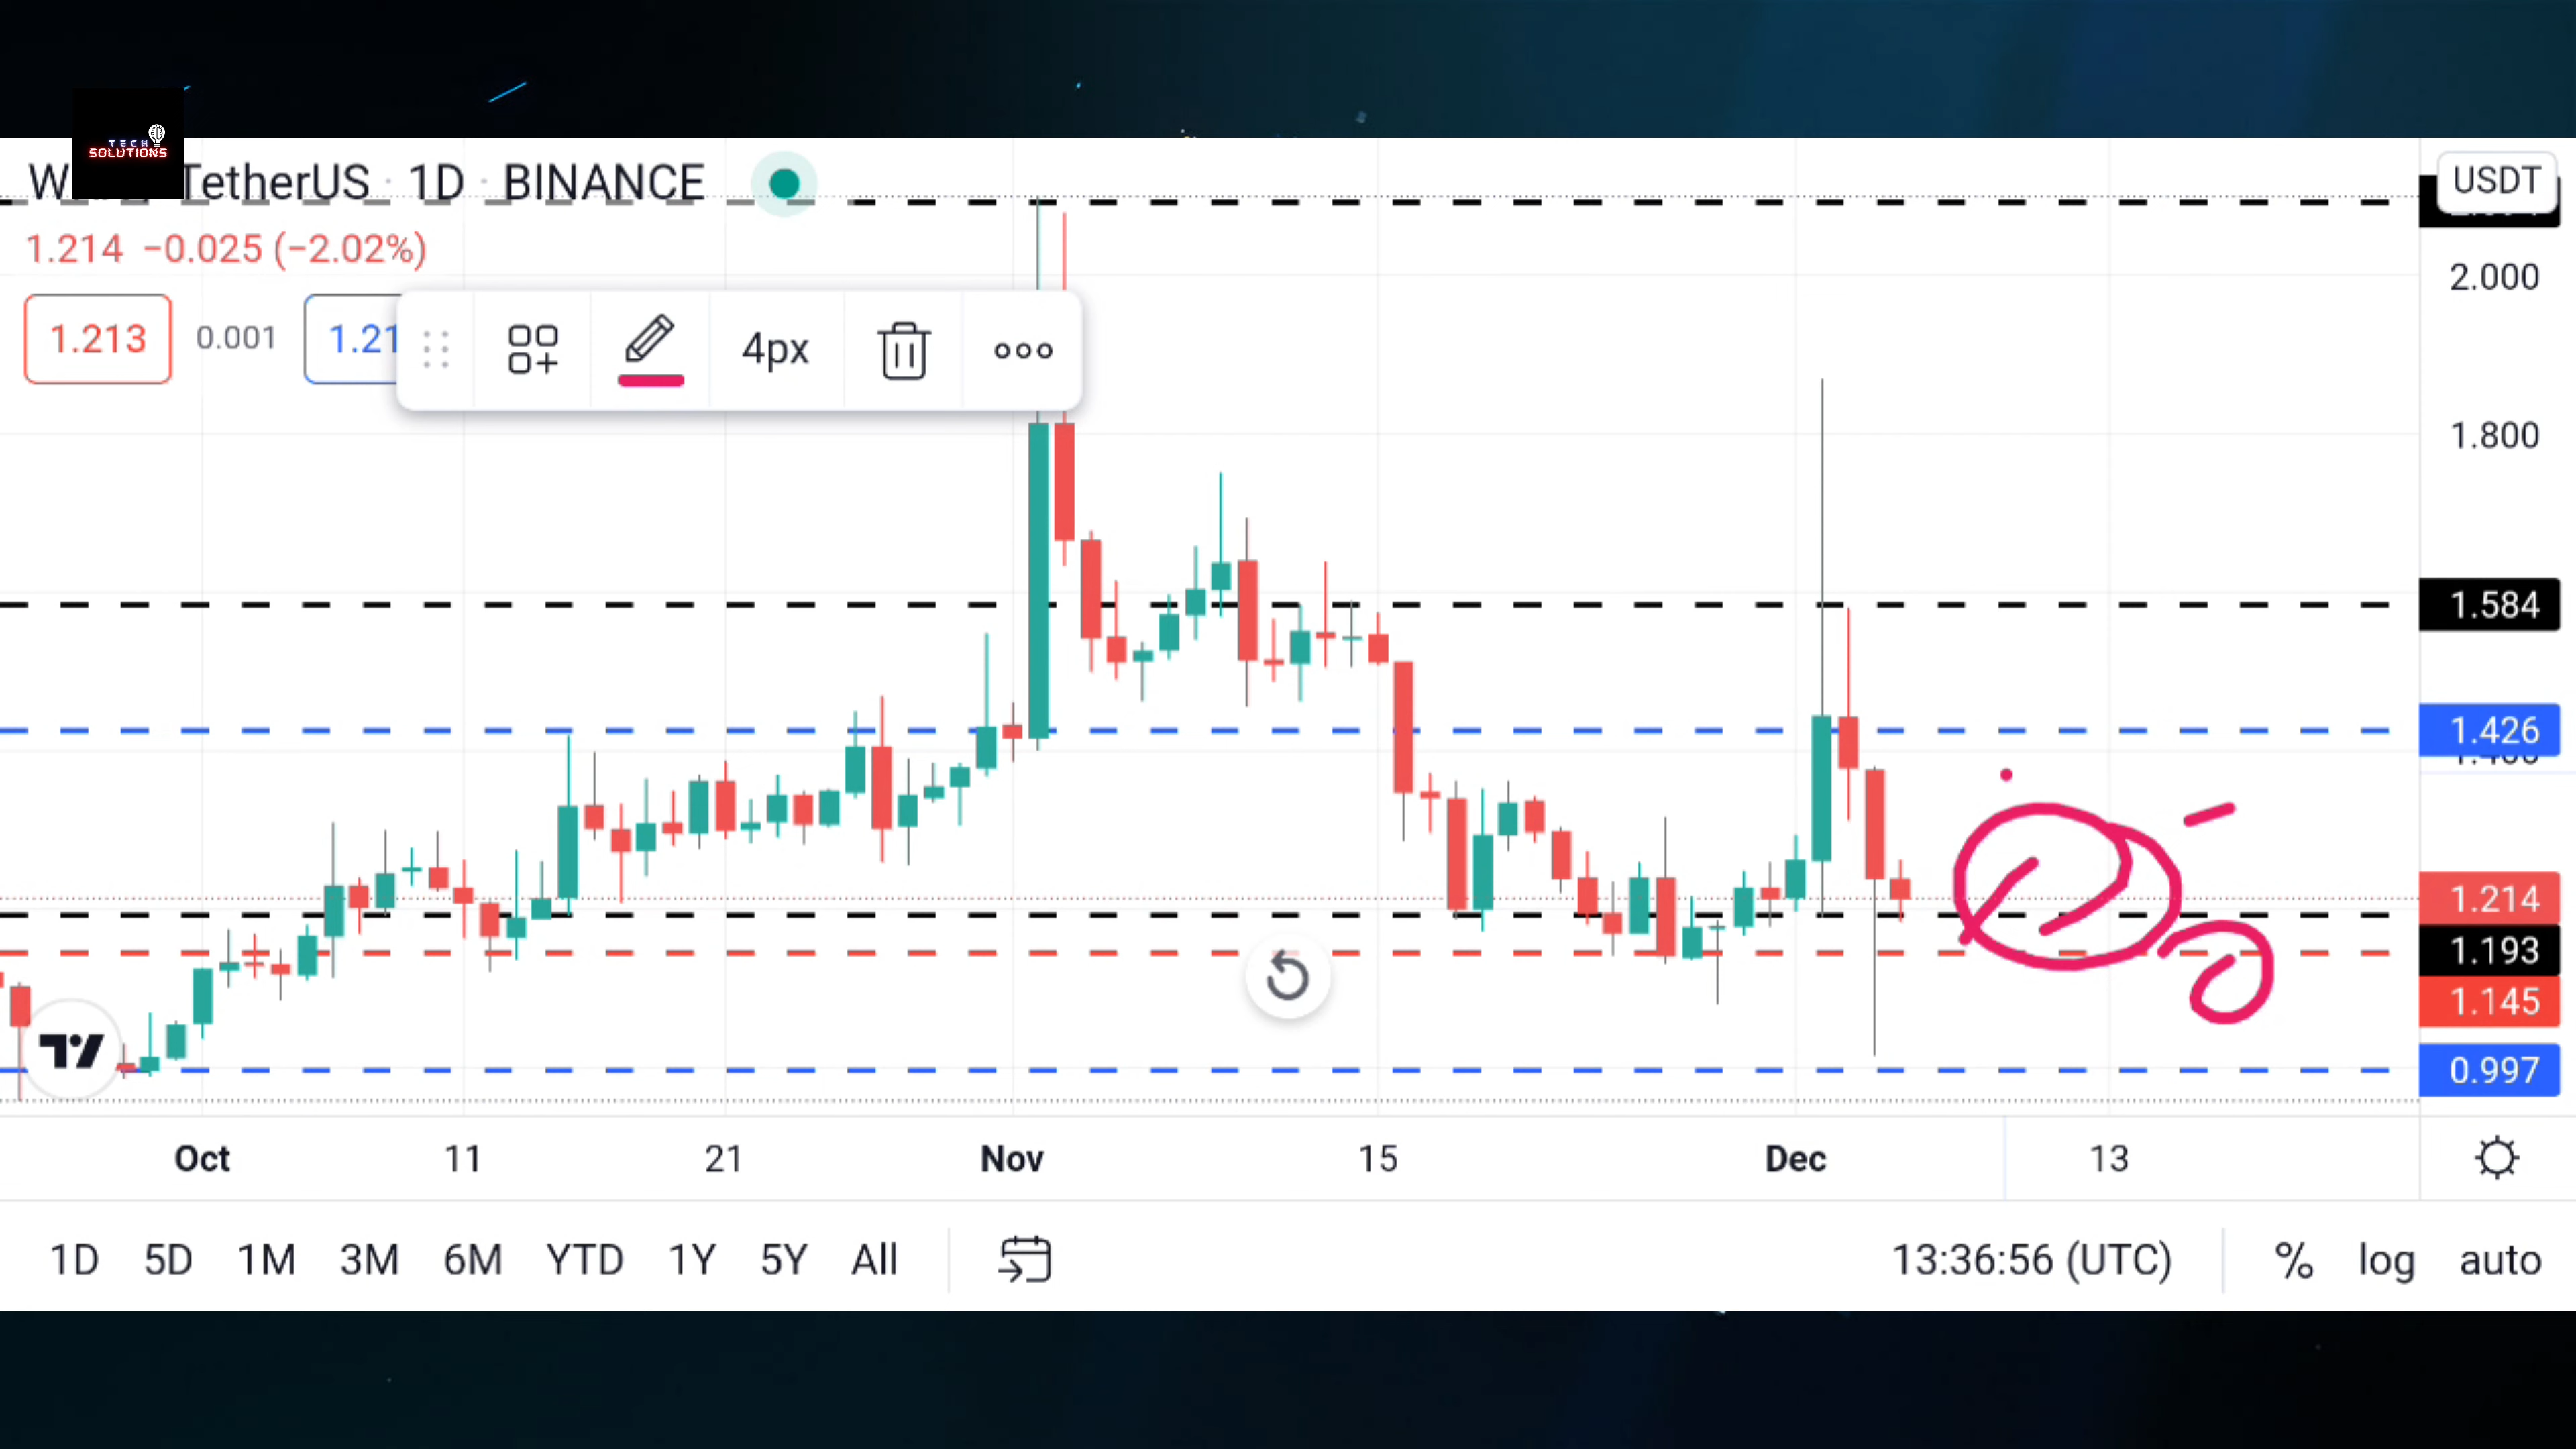 TECH
SOLUTIONS
TetherUS · 1D · BINANCE
USDT
1.214 −0.025 (−2.02%)
2.000
1.213 0.001 1.21
4px
1.800
1.584
1.426
1.214
1.193
1.145
0.997
Oct 11 21 Nov 15 Dec 13
1D 5D 1M 3M 6M YTD 1Y 5Y All 13:36:56 (UTC) % log auto